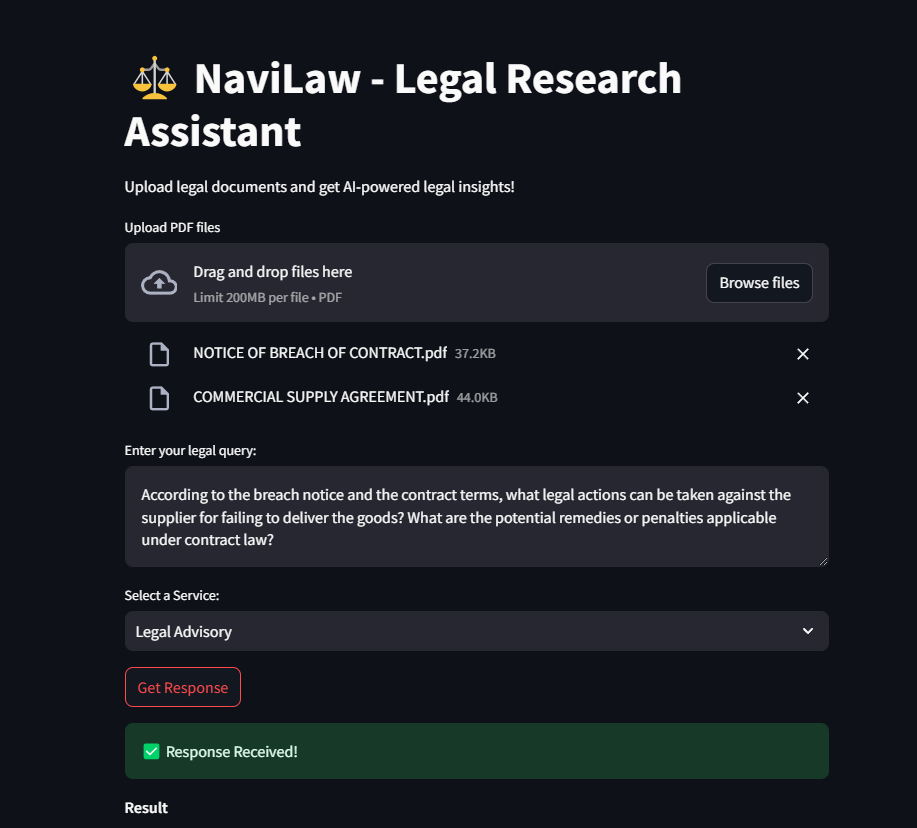 NaviLaw - Legal Research
Assistant
Upload legal documents and get AI-powered legal insights!
Upload PDF files
Drag and drop files here
Limit 200MB per file • PDF
Browse files
NOTICE OF BREACH OF CONTRACT.pdf 37.2KB
COMMERCIAL SUPPLY AGREEMENT.pdf 44.0KB
Enter your legal query:
According to the breach notice and the contract terms, what legal actions can be taken against the
supplier for failing to deliver the goods? What are the potential remedies or penalties applicable
under contract law?
Select a Service:
Legal Advisory
Get Response
Response Received!
Result